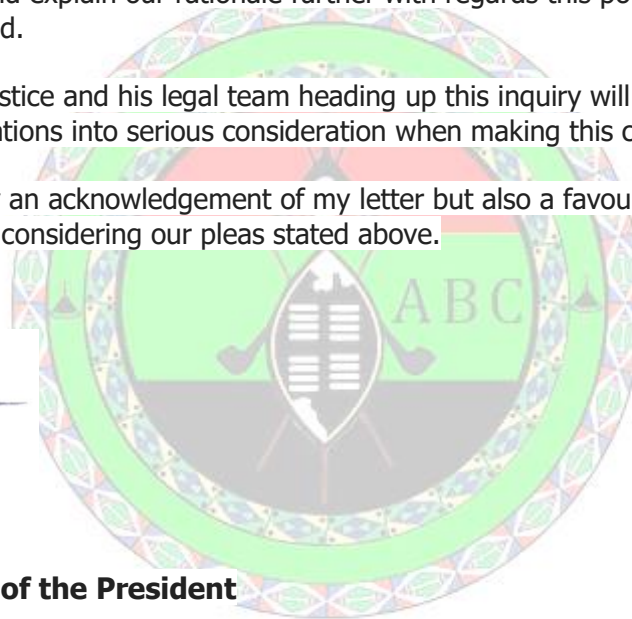 d explain our rationale further with regards this po
d.
stice and his legal team heading up this inquiry will
tions into serious consideration when making this c
an acknowledgement of my letter but also a favou
considering our pleas stated above.
ABC
of the President